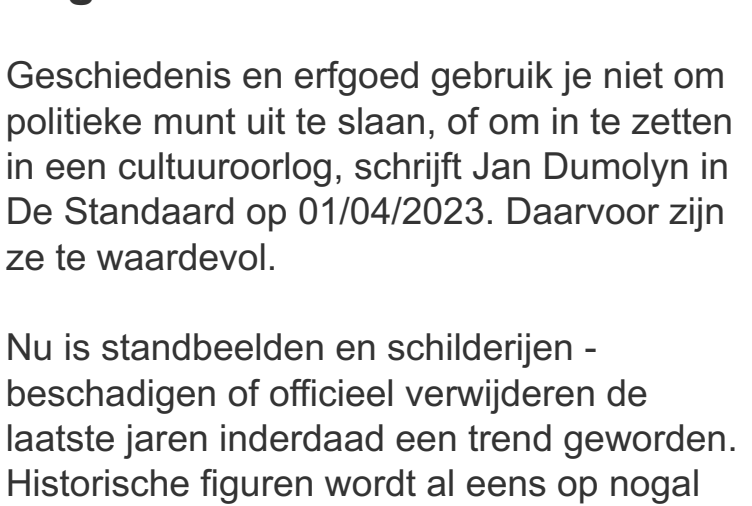 Geschiedenis en erfgoed gebruik je niet om
politieke munt uit te slaan, of om in te zetten
in een cultuuroorlog, schrijft Jan Dumolyn in
De Standaard op 01/04/2023. Daarvoor zijn
ze te waardevol.
Nu is standbeelden en schilderijen -
beschadigen of officieel verwijderen de
laatste jaren inderdaad een trend geworden.
Historische figuren wordt al eens op nogal